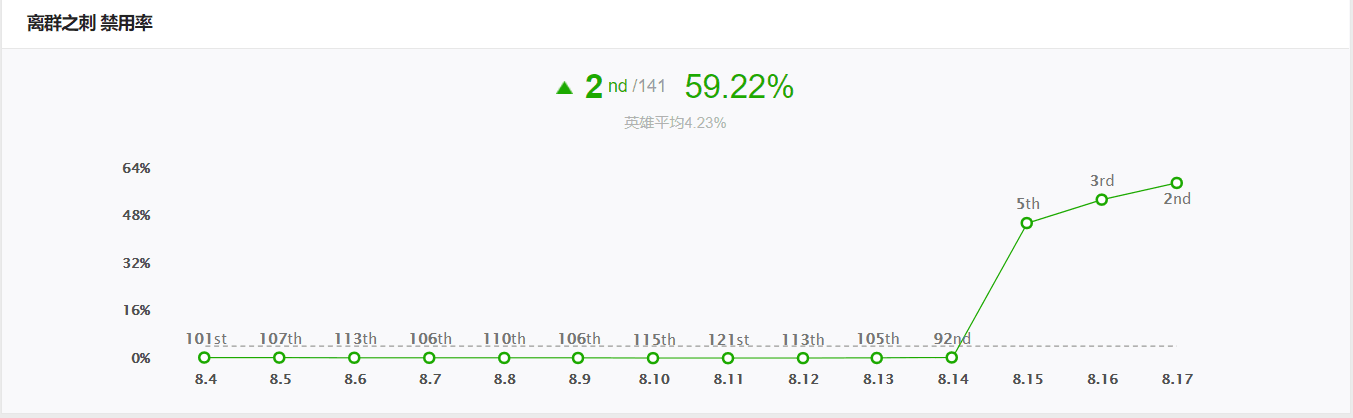 离群之刺 禁用率
▲ 2 nd /141 59.22%
英雄平均4.23%
64%
48%
32%
16%
0%
101st 107th 113th 106th 110th 106th 115th 121st 113th 105th 92nd 5th 3rd 2nd
8.4 8.5 8.6 8.7 8.8 8.9 8.10 8.11 8.12 8.13 8.14 8.15 8.16 8.17